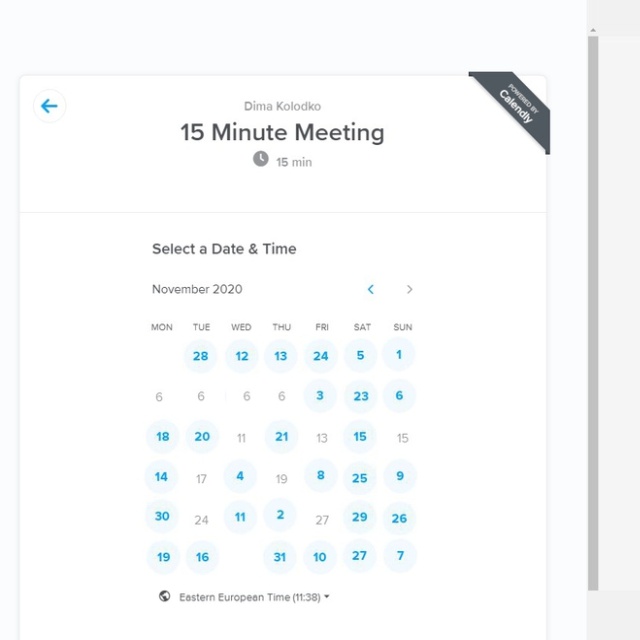 Dima Kolodko
15 Minute Meeting
15 min
POWERED BY
Calendly
Select a Date & Time
November 2020
MON TUE WED THU FRI SAT SUN
28 12 13 24 5 1
6 6 6 6 3 23 6
18 20 11 21 13 15 15
14 17 4 19 8 25 9
30 24 11 2 27 29 26
19 16 31 10 27 7
Eastern European Time (11:38)